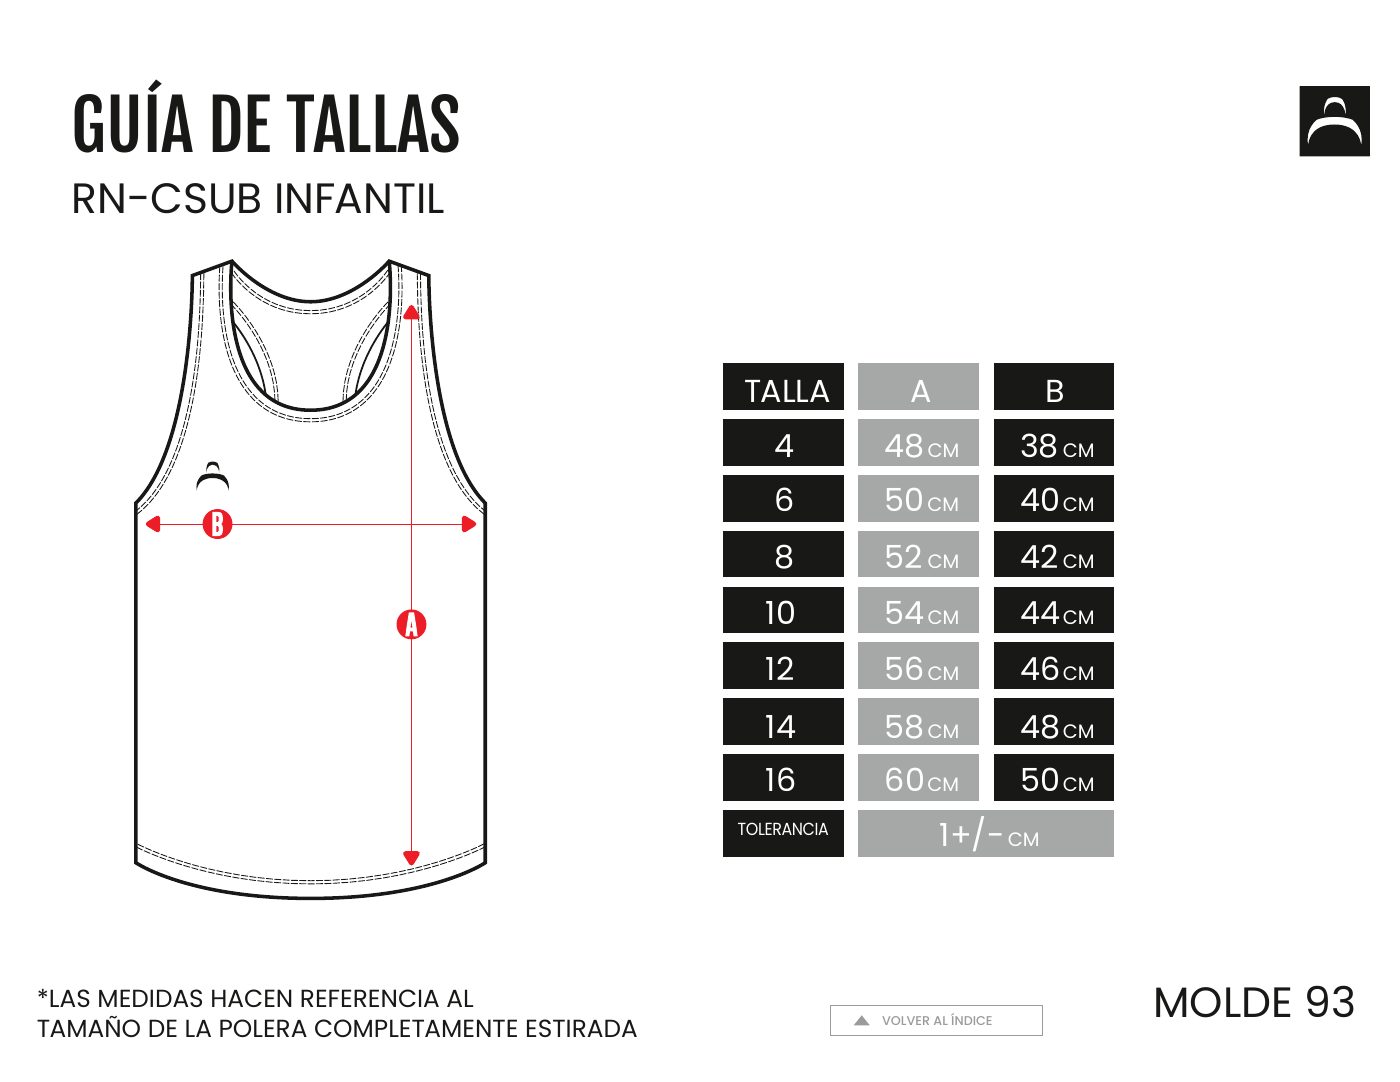 GUÍA DE TALLAS
RN-CSUB INFANTIL
B
A
TALLA A B
4 48 CM 38 CM
6 50 CM 40 CM
8 52 CM 42 CM
10 54 CM 44 CM
12 56 CM 46 CM
14 58 CM 48 CM
16 60 CM 50 CM
TOLERANCIA 1+/- CM
*LAS MEDIDAS HACEN REFERENCIA AL
TAMAÑO DE LA POLERA COMPLETAMENTE ESTIRADA
VOLVER AL ÍNDICE
MOLDE 93